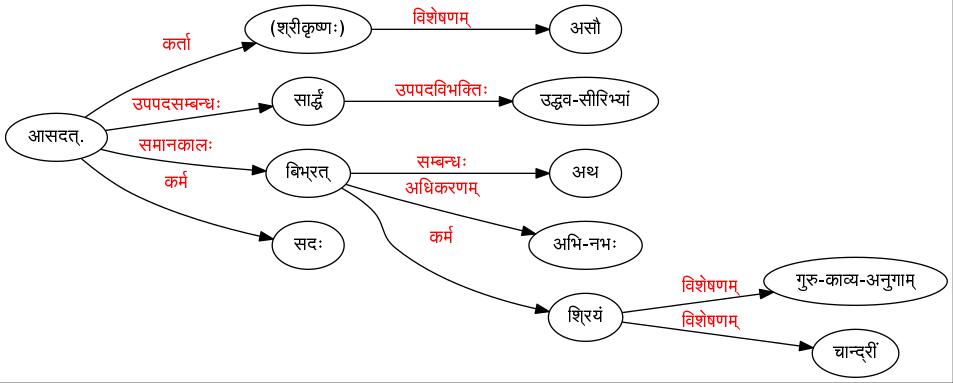 विशेषणम्
(श्रीकृष्णः)
असौ
कर्ता
उपपदविभक्तिः
उपपदसम्बन्धः
सार्द्धं
उद्धव-सीरिभ्यां
आसदत्.
समानकालः
सम्बन्धः
बिभ्रत्
अथ
कर्म
अधिकरणम्
सदः
कर्म
अभि-नभः
विशेषणम्
गुरु-काव्य-अनुगाम्
श्रियं
विशेषणम्
चान्द्रीं